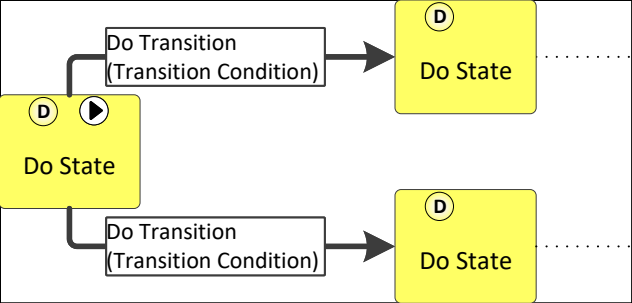 D
Do Transition
(Transition Condition)
Do State
D
Do State
Do Transition
(Transition Condition)
D
Do State